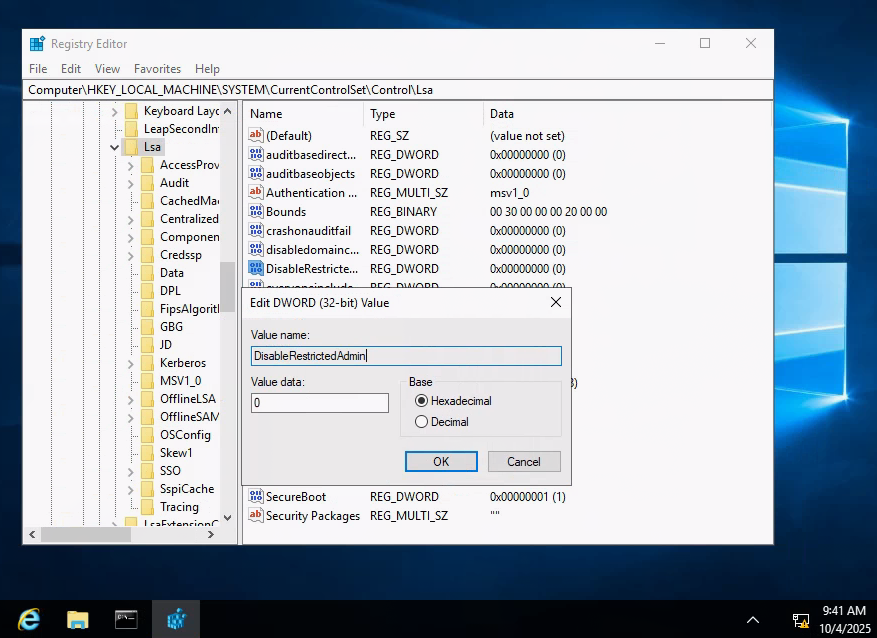 Registry Editor
File Edit View Favorites Help
Computer\HKEY_LOCAL_MACHINE\SYSTEM\CurrentControlSet\Control\Lsa
Keyboard Layo
LeapSecondIn
Lsa
AccessProv
Audit
CachedMa
Centralized
Componen
Credssp
Data
DPL
FipsAlgorit
GBG
JD
Kerberos
MSV1_0
OfflineLSA
OfflineSAM
OSConfig
Skew1
SSO
SspiCache
Tracing
LsaExtensionC
Name Type Data
(Default) REG_SZ (value not set)
auditbasedirect... REG_DWORD 0x00000000 (0)
auditbaseobjects REG_DWORD 0x00000000 (0)
Authentication ... REG_MULTI_SZ msv1_0
Bounds REG_BINARY 00 30 00 00 00 20 00 00
crashonauditfail REG_DWORD 0x00000000 (0)
disabledomainc... REG_DWORD 0x00000000 (0)
DisableRestricte... REG_DWORD 0x00000000 (0)
everyoneinclude... REG_DWORD 0x00000000 (0)
Edit DWORD (32-bit) Value
Value name:
DisableRestrictedAdmin
Value data:
0
Base
Hexadecimal
Decimal
OK Cancel
SecureBoot REG_DWORD 0x00000001 (1)
Security Packages REG_MULTI_SZ ""
9:41 AM
10/4/2025